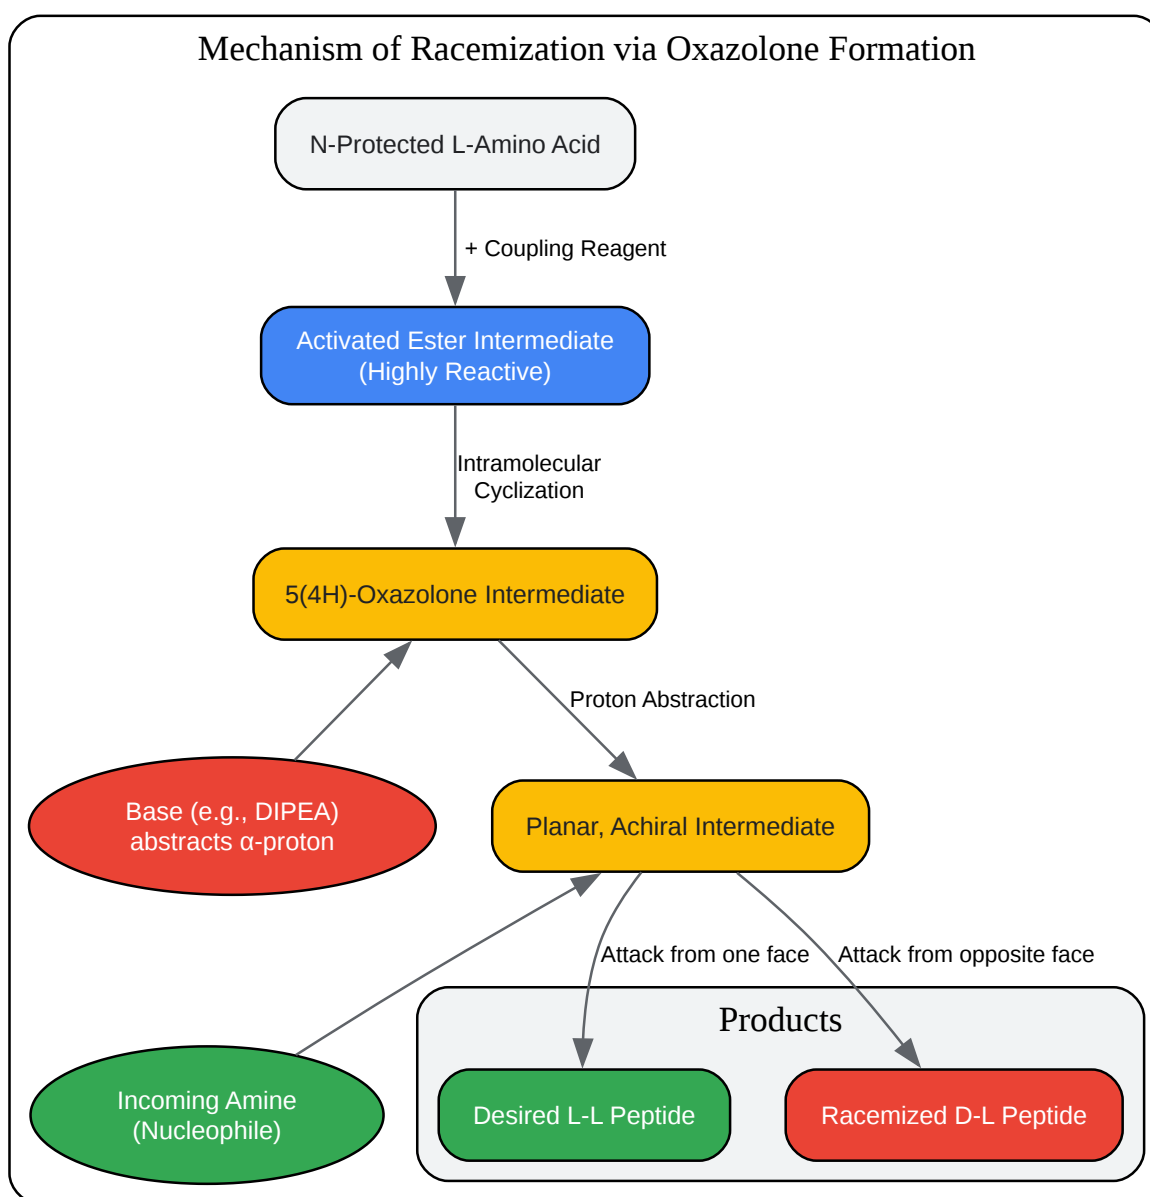 Mechanism of Racemization via Oxazolone Formation
N-Protected L-Amino Acid
+ Coupling Reagent
Activated Ester Intermediate
(Highly Reactive)
Intramolecular
Cyclization
5(4H)-Oxazolone Intermediate
Proton Abstraction
Base (e.g., DIPEA)
abstracts α-proton
Planar, Achiral Intermediate
Attack from one face
Attack from opposite face
Products
Incoming Amine
(Nucleophile)
Desired L-L Peptide
Racemized D-L Peptide